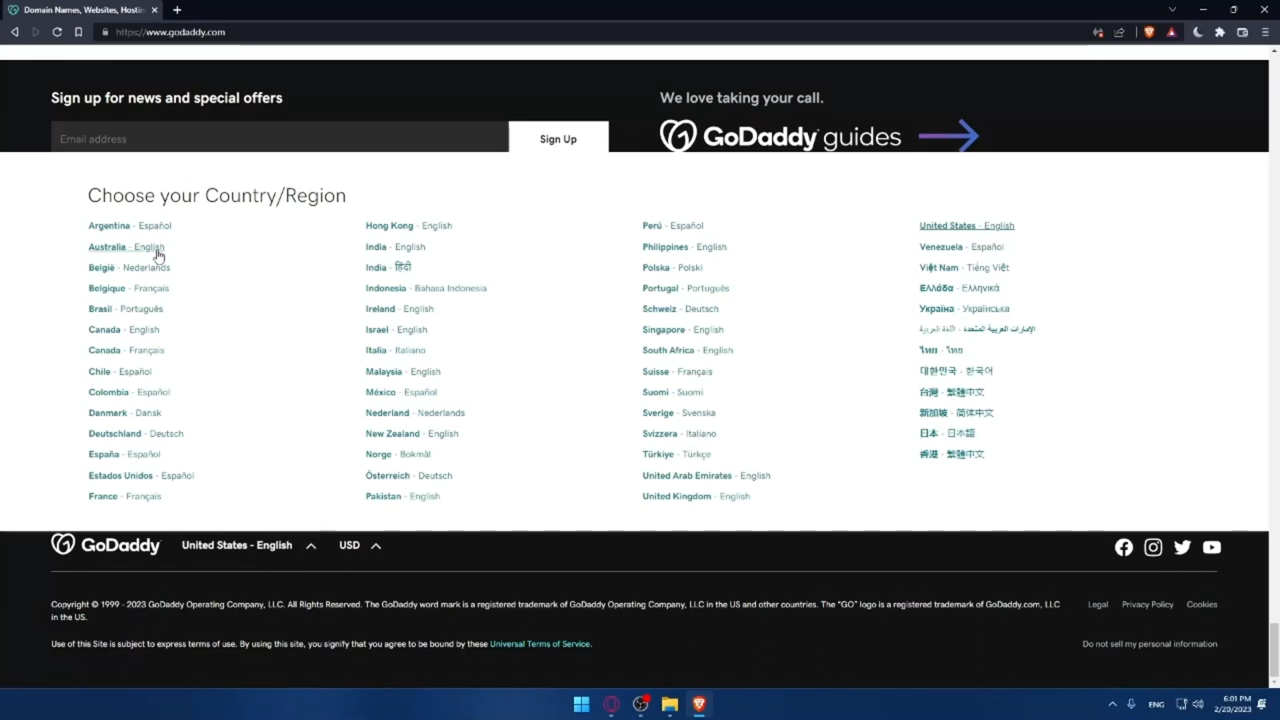 Domain Names, Websites, Hostin
https://www.godaddy.com
Sign up for news and special offers
Email address
Sign Up
We love taking your call.
GoDaddy guides
Choose your Country/Region
Argentina - Español
Australia - English
België - Nederlands
Belgique - Français
Brasil - Português
Canada - English
Canada - Français
Chile - Español
Colombia - Español
Danmark - Dansk
Deutschland - Deutsch
España - Español
Estados Unidos - Español
France - Français
Hong Kong - English
India - English
India - हिंदी
Indonesia - Bahasa Indonesia
Ireland - English
Israel - English
Italia - Italiano
Malaysia - English
México - Español
Nederland - Nederlands
New Zealand - English
Norge - Bokmål
Österreich - Deutsch
Pakistan - English
Perú - Español
Philippines - English
Polska - Polski
Portugal - Português
Schweiz - Deutsch
Singapore - English
South Africa - English
Suisse - Français
Suomi - Suomi
Sverige - Svenska
Svizzera - Italiano
Türkiye - Türkçe
United Arab Emirates - English
United Kingdom - English
United States - English
Venezuela - Español
Việt Nam - Tiếng Việt
Ελλάδα - Ελληνικά
Україна - Українська
الإمارات العربية المتحدة - اللغة العربية
ไทย - ไทย
대한민국 - 한국어
台灣 - 繁體中文
新加坡 - 简体中文
日本 - 日本語
香港 - 繁體中文
GoDaddy
United States - English
USD
Copyright © 1999 - 2023 GoDaddy Operating Company, LLC. All Rights Reserved. The GoDaddy word mark is a registered trademark of GoDaddy Operating Company, LLC in the US and other countries. The "GO" logo is a registered trademark of GoDaddy.com, LLC
in the US.
Legal
Privacy Policy
Cookies
Use of this Site is subject to express terms of use. By using this site, you signify that you agree to be bound by these Universal Terms of Service.
Do not sell my personal information
ENG
6:01 PM
2/20/2023